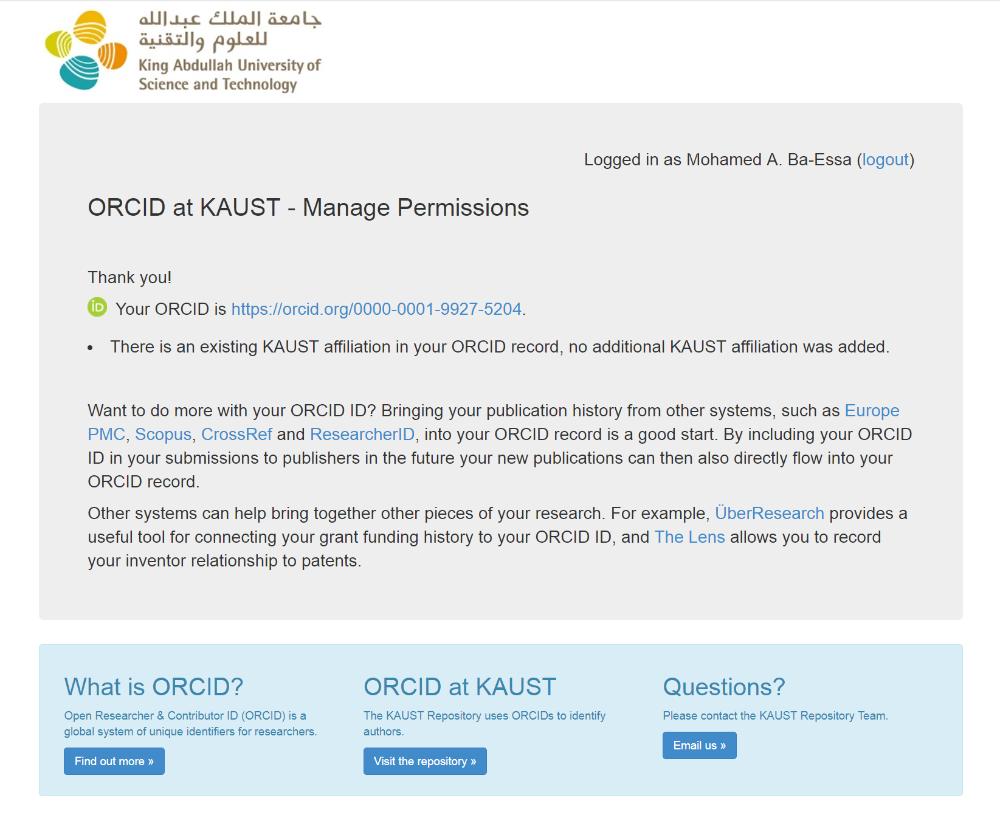 جامعة الملك عبدالله
للعلوم والتقنية
King Abdullah University of
Science and Technology
Logged in as Mohamed A. Ba-Essa (logout)
ORCID at KAUST - Manage Permissions
Thank you!
iD Your ORCID is https://orcid.org/0000-0001-9927-5204.
• There is an existing KAUST affiliation in your ORCID record, no additional KAUST affiliation was added.
Want to do more with your ORCID ID? Bringing your publication history from other systems, such as Europe
PMC, Scopus, CrossRef and ResearcherID, into your ORCID record is a good start. By including your ORCID
ID in your submissions to publishers in the future your new publications can then also directly flow into your
ORCID record.
Other systems can help bring together other pieces of your research. For example, ÜberResearch provides a
useful tool for connecting your grant funding history to your ORCID ID, and The Lens allows you to record
your inventor relationship to patents.
What is ORCID?
Open Researcher & Contributor ID (ORCID) is a
global system of unique identifiers for researchers.
Find out more »
ORCID at KAUST
The KAUST Repository uses ORCIDs to identify
authors.
Visit the repository »
Questions?
Please contact the KAUST Repository Team.
Email us »